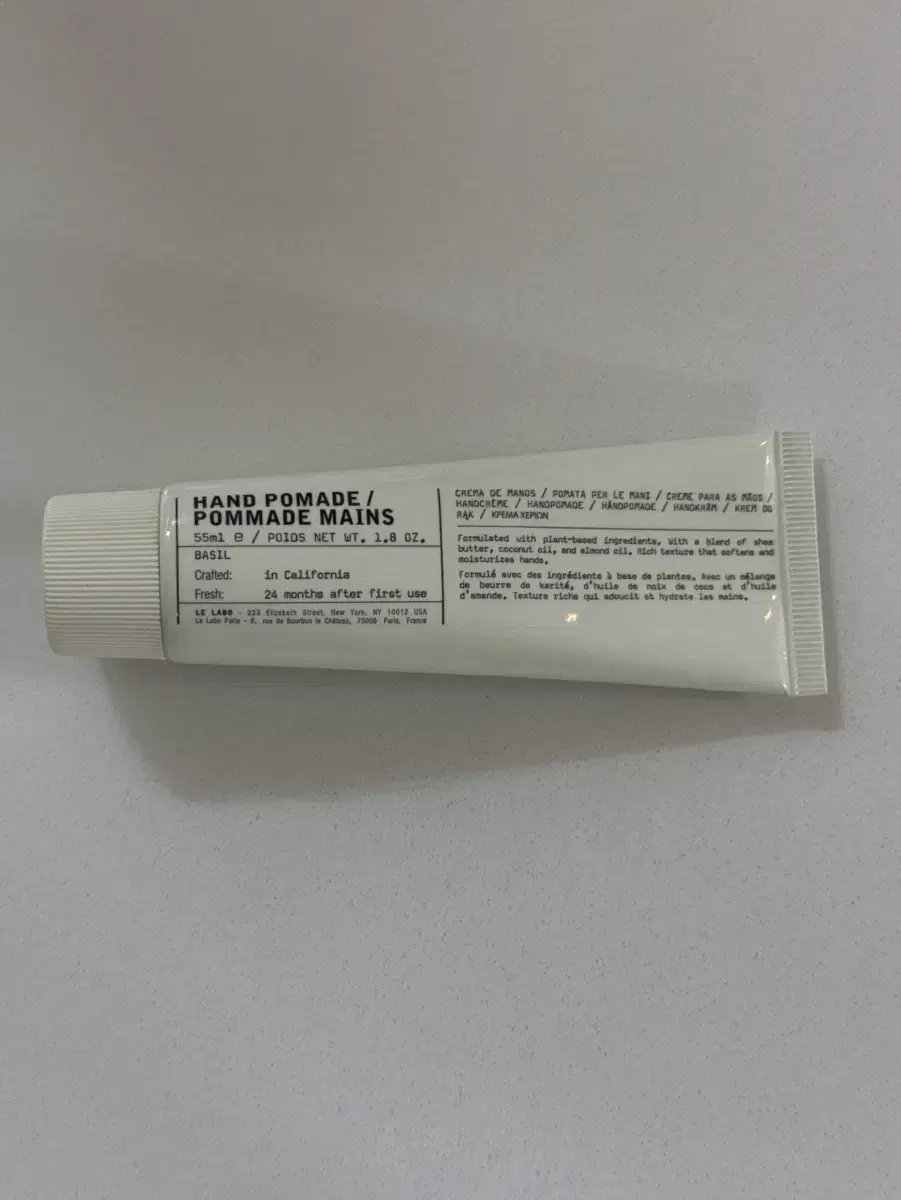 HAND POMADE /
POMMADE MAINS
55ml e / POIDS NET WT. 1.8 OZ.
BASIL
Crafted: in California
Fresh: 24 months after first use
LE LABO - 233 Elizabeth Street, New York, NY 10012 USA
Le Labo Paris - 6, rue de Bourbon le Château, 75006 Paris, France
CREMA DE MANOS / POMATA PER LE MANI / CREME PARA AS MÃOS /
HANDCRÈME / HANDPOMADE / HÅNDPOMADE / HANDKRÄM / KREM DO
RĄK / ΚΡΕΜΑ ΧΕΡΙΩΝ
Formulated with plant-based ingredients. With a blend of shea
butter, coconut oil, and almond oil. Rich texture that softens and
moisturizes hands.
Formulé avec des ingrédients à base de plantes. Avec un mélange
de beurre de karité, d'huile de noix de coco et d'huile
d'amande. Texture riche qui adoucit et hydrate les mains.